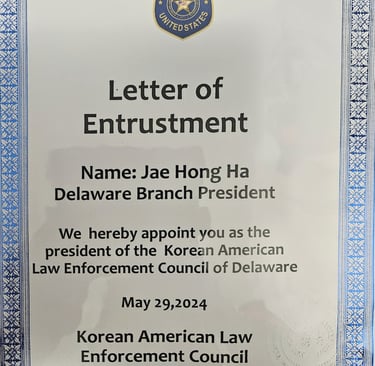 UNITED STATES
Letter of
Entrustment
Name: Jae Hong Ha
Delaware Branch President
We hereby appoint you as the
president of the Korean American
Law Enforcement Council of Delaware
May 29,2024
Korean American Law
Enforcement Council